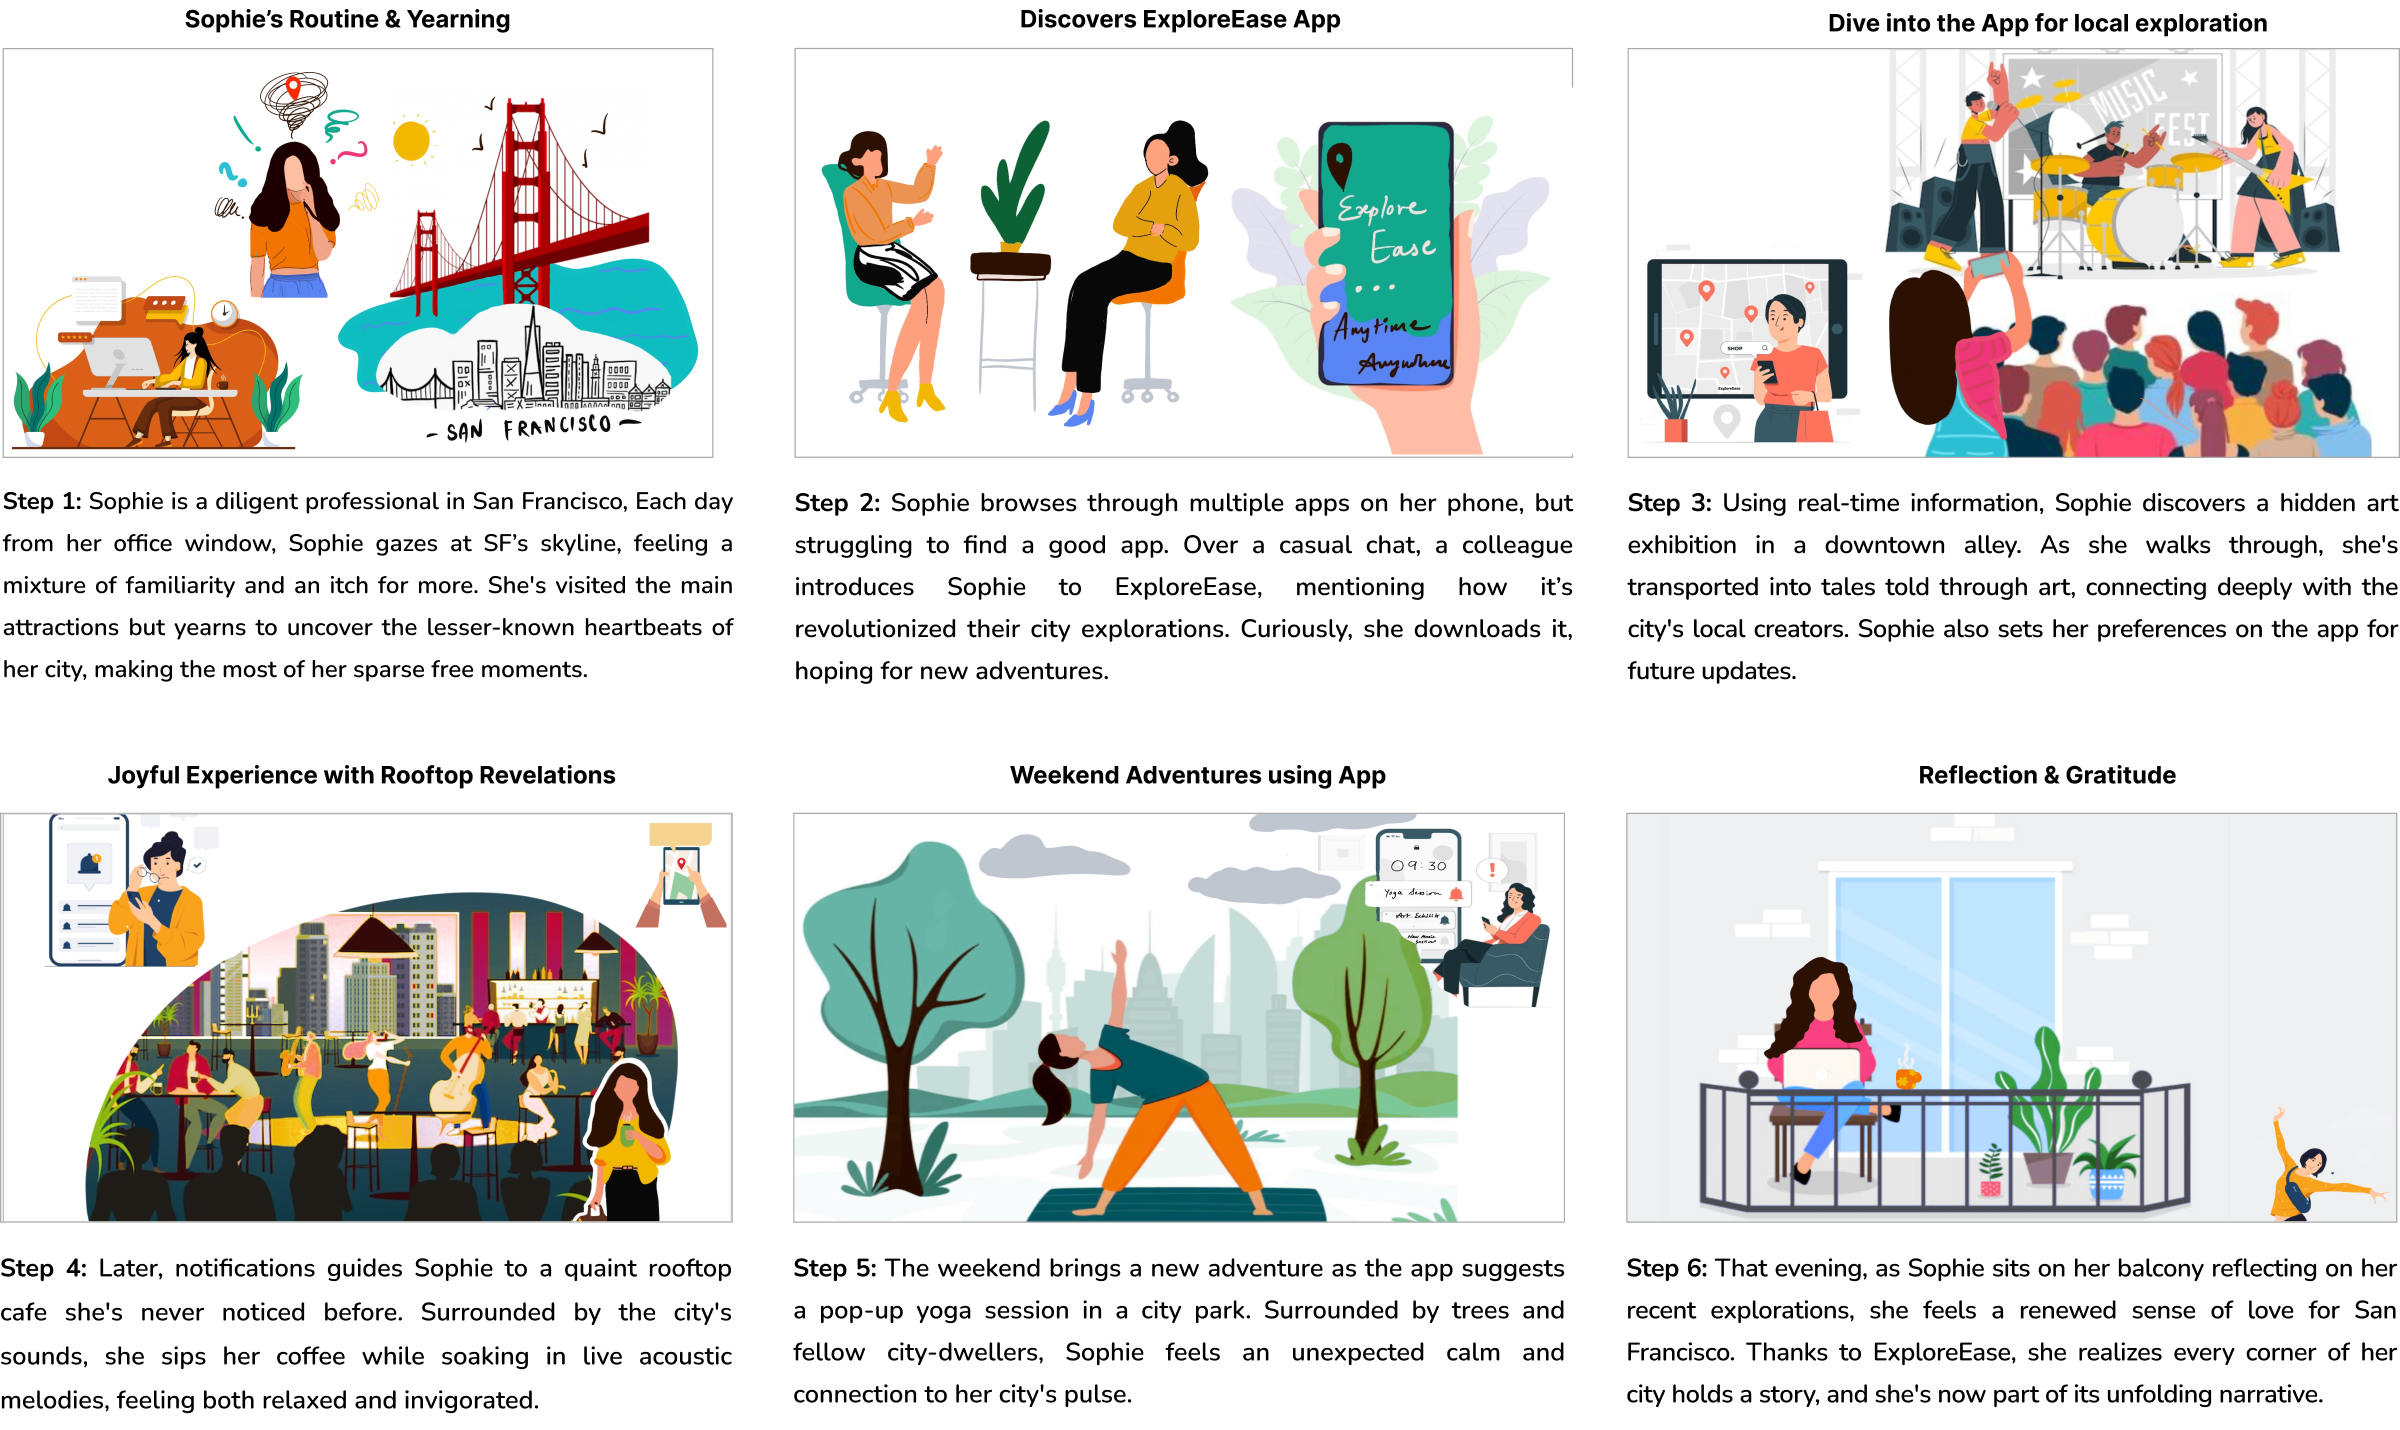 Sophie's Routine & Yearning
SAN FRANCISCO
Step 1: Sophie is a diligent professional in San Francisco, Each day
from her office window, Sophie gazes at SF's skyline, feeling a
mixture of familiarity and an itch for more. She's visited the main
attractions but yearns to uncover the lesser-known heartbeats of
her city, making the most of her sparse free moments.
Discovers ExploreEase App
Explore
Ease
...
Anytime
Anywhere
Step 2: Sophie browses through multiple apps on her phone, but
struggling to find a good app. Over a casual chat, a colleague
introduces Sophie to ExploreEase, mentioning how it's
revolutionized their city explorations. Curiously, she downloads it,
hoping for new adventures.
Dive into the App for local exploration
MUSIC
FEST
SHOP
ExploreEase
Step 3: Using real-time information, Sophie discovers a hidden art
exhibition in a downtown alley. As she walks through, she's
transported into tales told through art, connecting deeply with the
city's local creators. Sophie also sets her preferences on the app for
future updates.
Joyful Experience with Rooftop Revelations
Step 4: Later, notifications guides Sophie to a quaint rooftop
cafe she's never noticed before. Surrounded by the city's
sounds, she sips her coffee while soaking in live acoustic
melodies, feeling both relaxed and invigorated.
Weekend Adventures using App
09:30
Yoga Session
Art Exhibit
New Music
Step 5: The weekend brings a new adventure as the app suggests
a pop-up yoga session in a city park. Surrounded by trees and
fellow city-dwellers, Sophie feels an unexpected calm and
connection to her city's pulse.
Reflection & Gratitude
Step 6: That evening, as Sophie sits on her balcony reflecting on her
recent explorations, she feels a renewed sense of love for San
Francisco. Thanks to ExploreEase, she realizes every corner of her
city holds a story, and she's now part of its unfolding narrative.